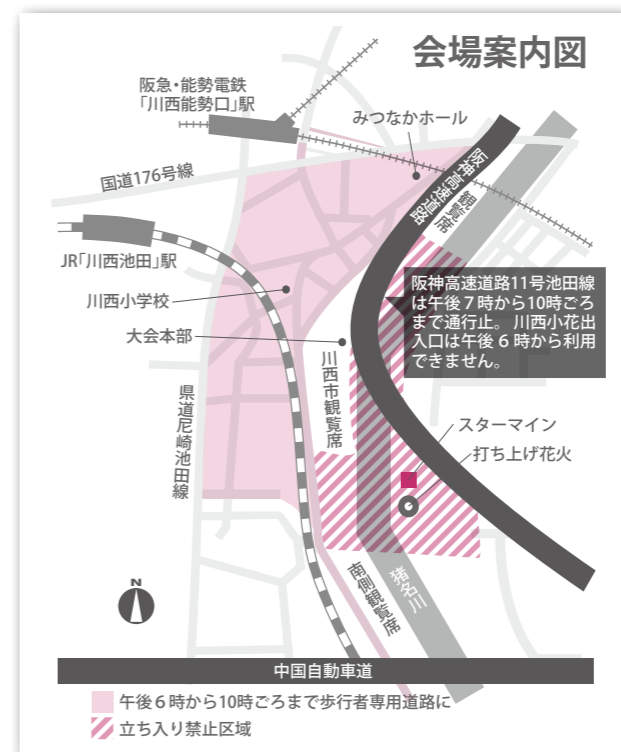 会場案内図
阪急・能勢電鉄
「川西能勢口」駅
みつなかホール
国道176号線
阪神高速道路
観覧席
JR「川西池田」駅
川西小学校
大会本部
阪神高速道路11号池田線
は午後７時から10時ごろ
まで通行止。 川西小花出
入口は午後６時から利用
できません。
川西市観覧席
県道尼崎池田線
スターマイン
打ち上げ花火
猪名川
南側観覧席
N
中国自動車道
午後６時から10時ごろまで歩行者専用道路に
立ち入り禁止区域